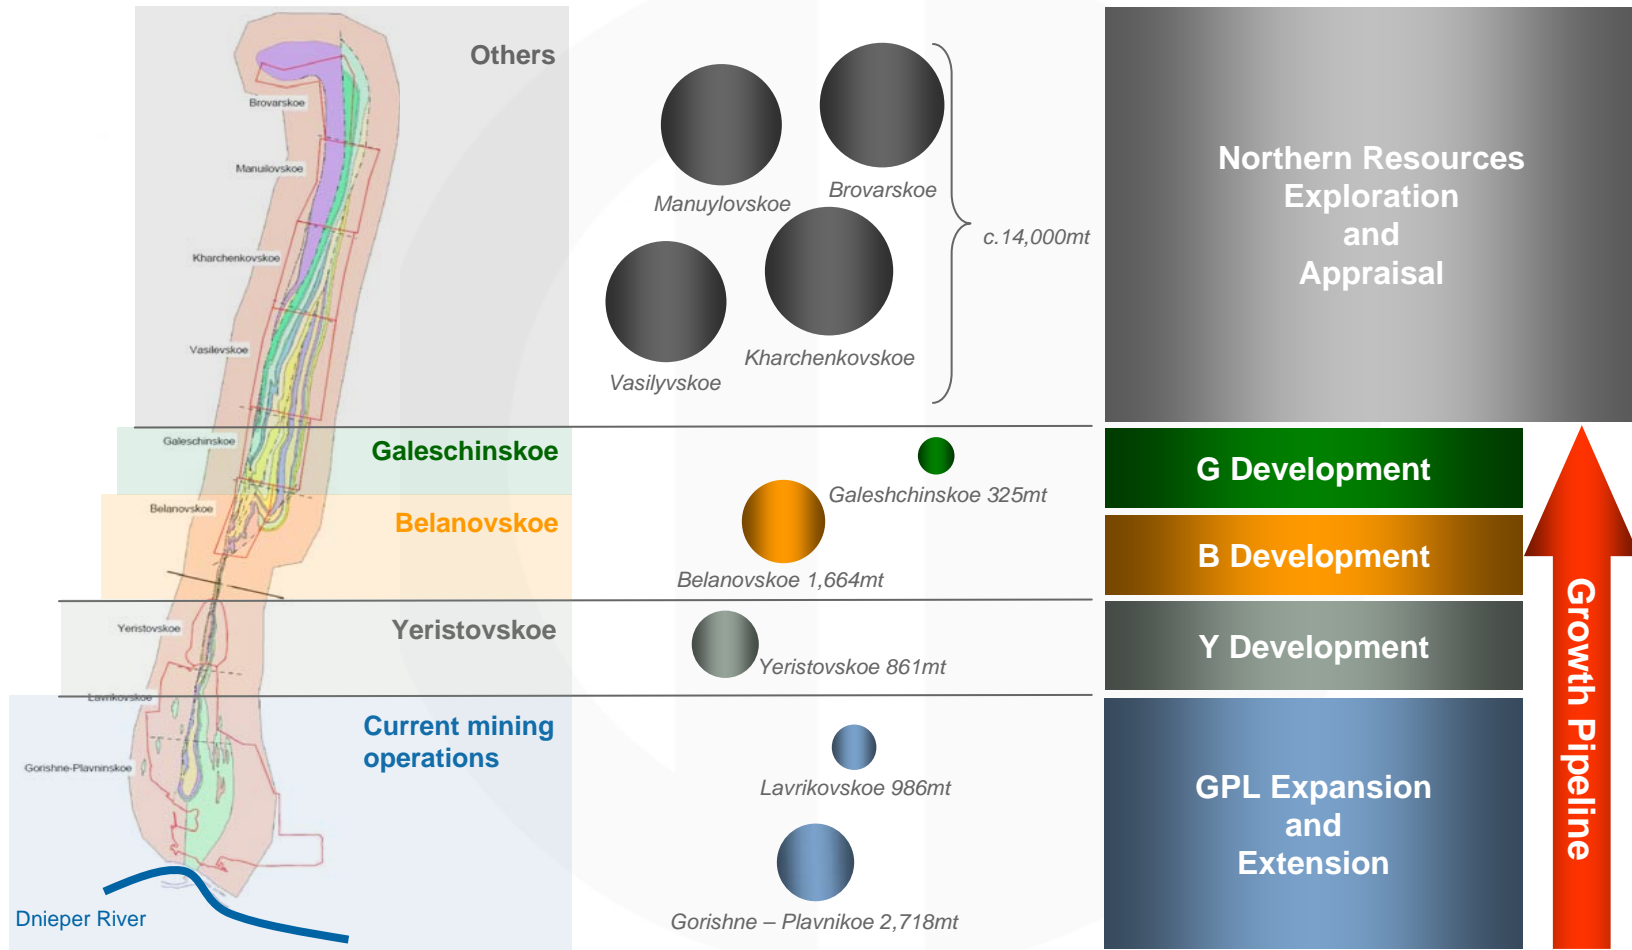 Others
Brovarskoe
Manuilovskoe
Kharchenkovskoe
Vasilevskoe
Galeschinskoe
Belanovskoe
Yeristovskoe
Lavrikovskoe
Gorishne-Plavninskoe
Galeschinskoe
Belanovskoe
Yeristovskoe
Current mining
operations
Dnieper River
Manuylovskoe
Brovarskoe
Vasilyvskoe
Kharchenkovskoe
c.14,000mt
Galeshchinskoe 325mt
Belanovskoe 1,664mt
Yeristovskoe 861mt
Lavrikovskoe 986mt
Gorishne – Plavnikoe 2,718mt
Northern Resources
Exploration
and
Appraisal
G Development
B Development
Y Development
GPL Expansion
and
Extension
Growth Pipeline